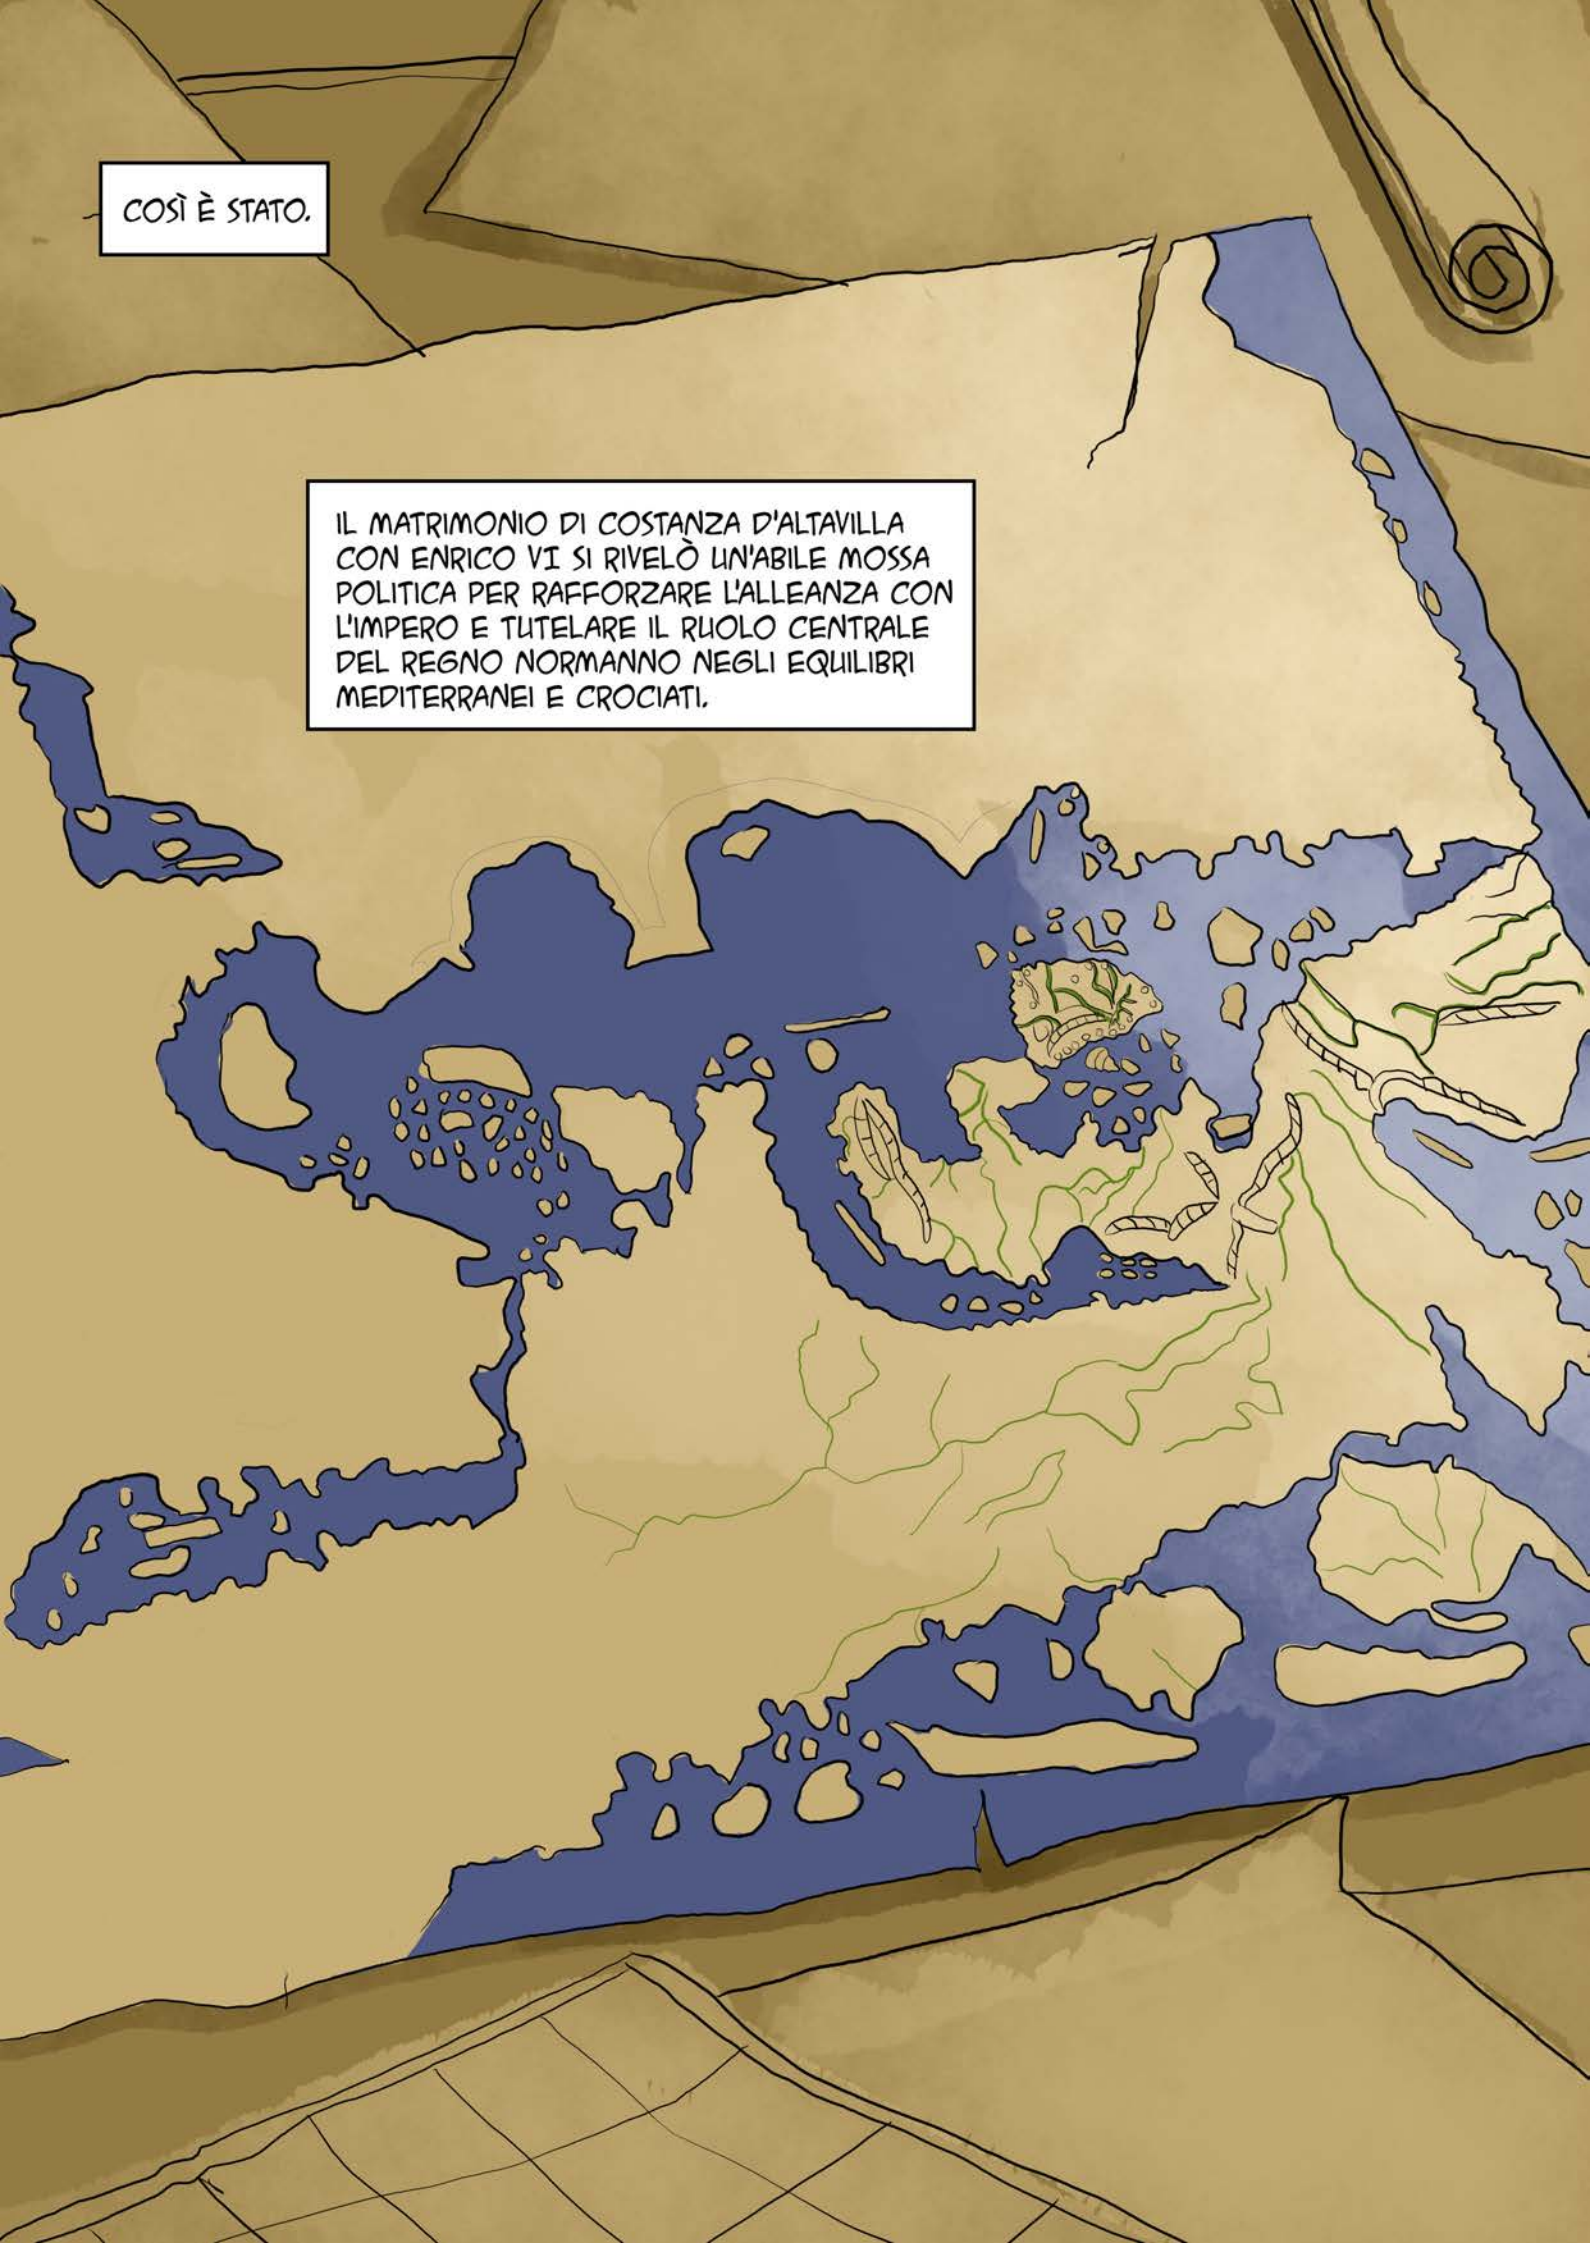 COSÌ È STATO.
IL MATRIMONIO DI COSTANZA D'ALTAVILLA
CON ENRICO VI SI RIVELÒ UN'ABILE MOSSA
POLITICA PER RAFFORZARE L'ALLEANZA CON
L'IMPERO E TUTELARE IL RUOLO CENTRALE
DEL REGNO NORMANNO NEGLI EQUILIBRI
MEDITERRANEI E CROCIATI.